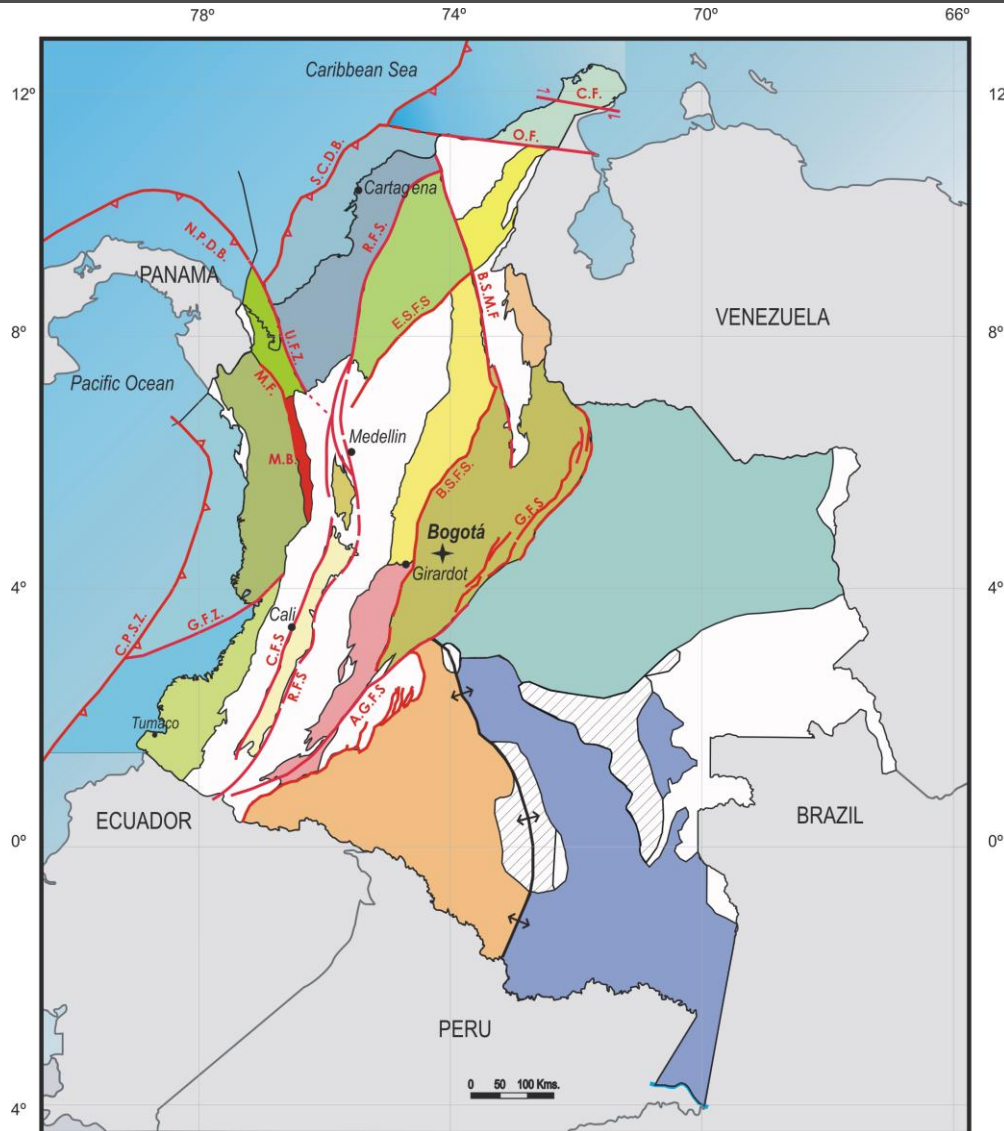 78º 74º 70º 66º
Caribbean Sea
12º
C.F.
12
O.F.
S.C.D.B.
Cartagena
R.F.S.
N.P.D.B.
PANAMA
B.S.M.F
E.S.F.S
VENEZUELA
8º
8º
U.F.Z.
Pacific Ocean
M.F.
Medellin
M.B.
B.S.F.S.
G.F.S
Bogotá
Girardot
4º
4º
C.P.S.Z.
G.F.Z.
Cali
C.F.S
R.F.S
A.G.F.S
Tumaco
ECUADOR
BRAZIL
0º
0º
PERU
0 50 100 Kms.
4º